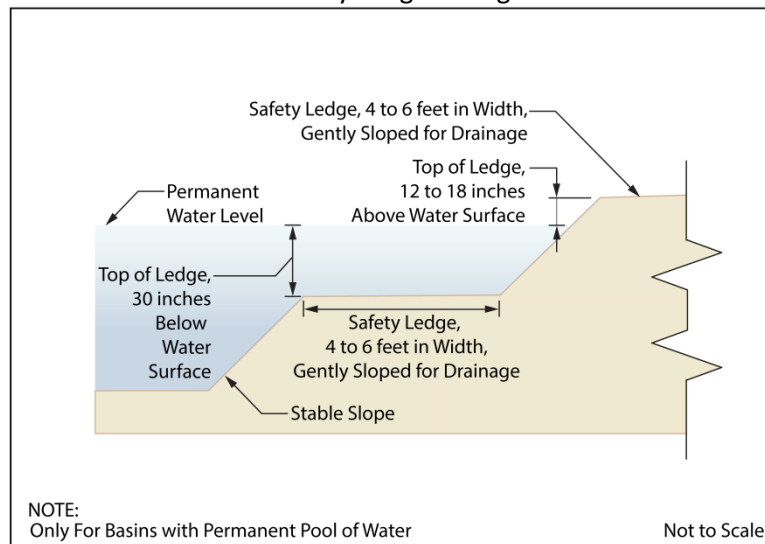 Safety Ledge, 4 to 6 feet in Width,
Gently Sloped for Drainage
Top of Ledge,
12 to 18 inches
Above Water Surface
Permanent
Water Level
Top of Ledge,
30 inches
Below
Water
Surface
Safety Ledge,
4 to 6 feet in Width,
Gently Sloped for Drainage
Stable Slope
NOTE:
Only For Basins with Permanent Pool of Water
Not to Scale